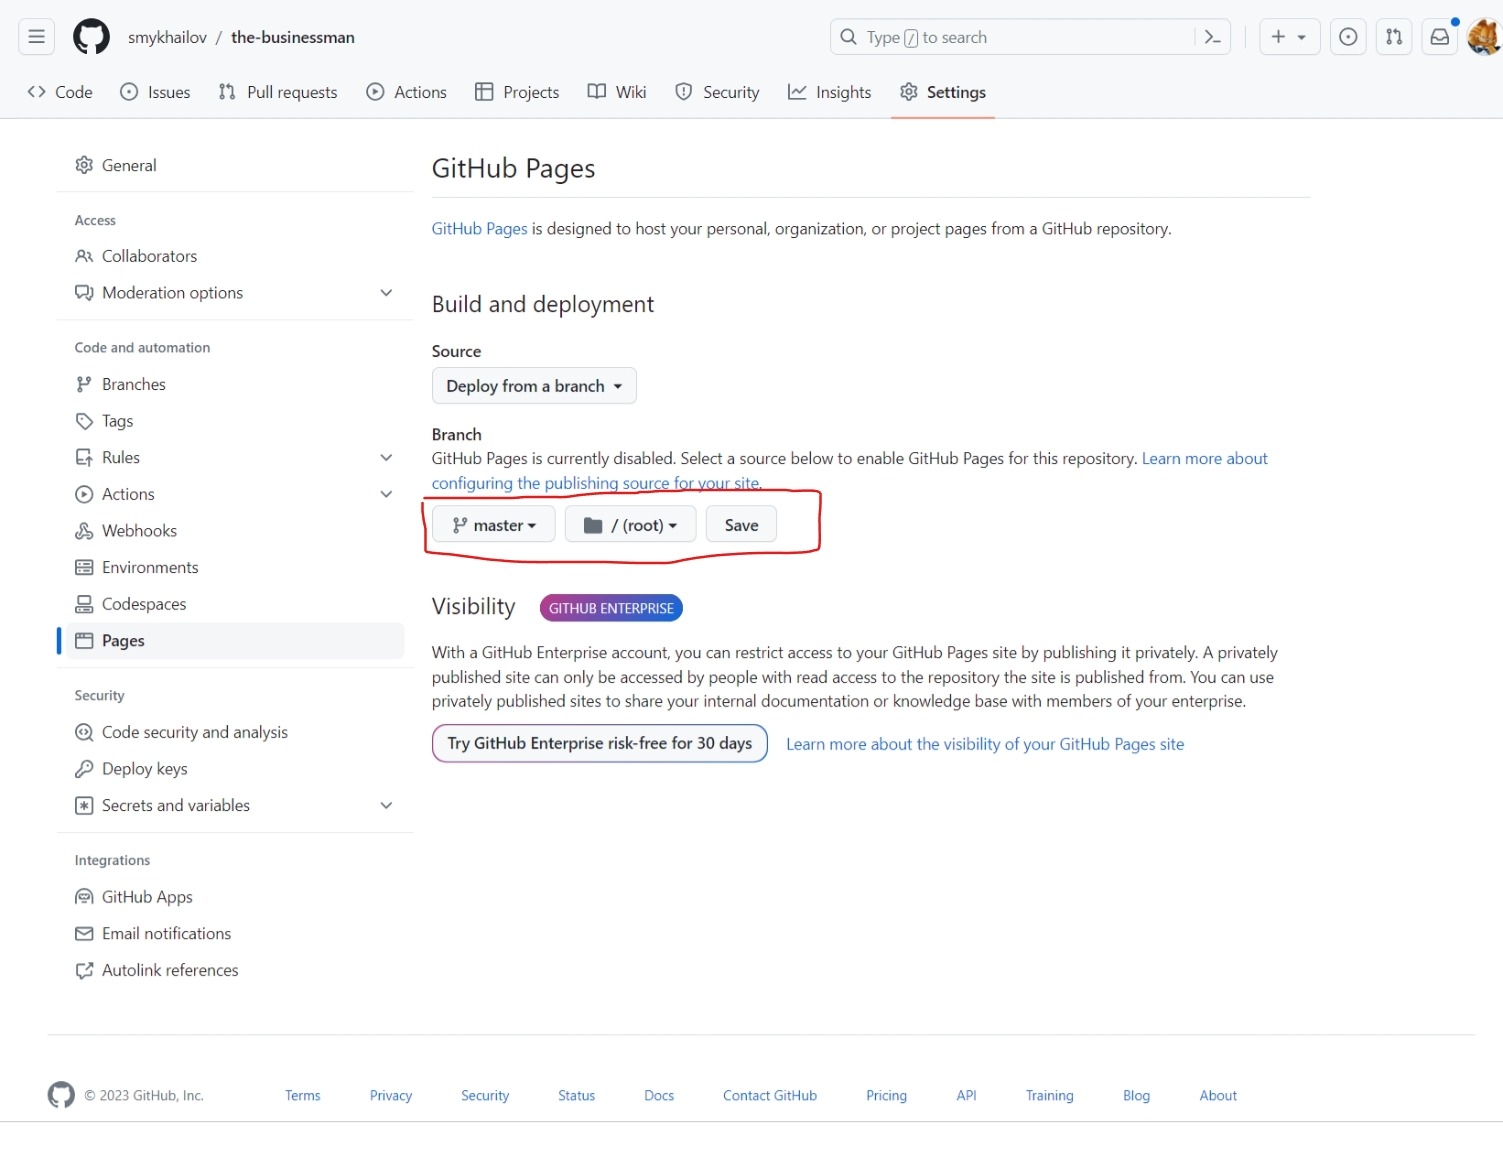 smykhailov / the-businessman
Type / to search
Code Issues Pull requests Actions Projects Wiki Security Insights Settings
General
Access
Collaborators
Moderation options
Code and automation
Branches
Tags
Rules
Actions
Webhooks
Environments
Codespaces
Pages
Security
Code security and analysis
Deploy keys
Secrets and variables
Integrations
GitHub Apps
Email notifications
Autolink references
GitHub Pages
GitHub Pages is designed to host your personal, organization, or project pages from a GitHub repository.
Build and deployment
Source
Deploy from a branch
Branch
GitHub Pages is currently disabled. Select a source below to enable GitHub Pages for this repository. Learn more about
configuring the publishing source for your site.
master / (root) Save
Visibility GITHUB ENTERPRISE
With a GitHub Enterprise account, you can restrict access to your GitHub Pages site by publishing it privately. A privately
published site can only be accessed by people with read access to the repository the site is published from. You can use
privately published sites to share your internal documentation or knowledge base with members of your enterprise.
Try GitHub Enterprise risk-free for 30 days Learn more about the visibility of your GitHub Pages site
© 2023 GitHub, Inc. Terms Privacy Security Status Docs Contact GitHub Pricing API Training Blog About